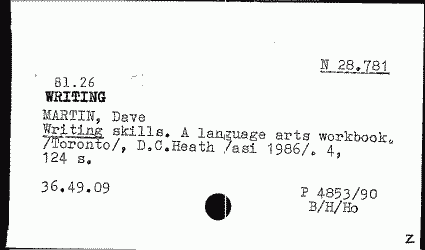 N 28.781
81.26
WRITING
MARTIN, Dave
Writing skills. A language arts workbook.
/Toronto/, D.C.Heath /asi 1986/. 4,
124 s.
36.49.09
P 4853/90
B/H/Ho
Z